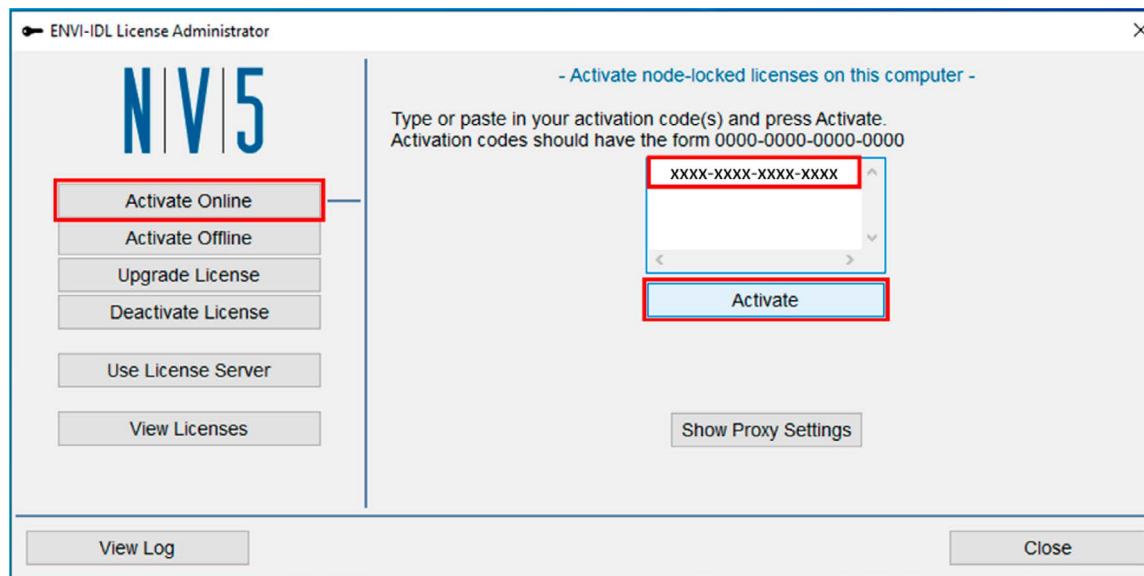 ENVI-IDL License Administrator
N|V|5
Activate Online
Activate Offline
Upgrade License
Deactivate License
Use License Server
View Licenses
- Activate node-locked licenses on this computer -
Type or paste in your activation code(s) and press Activate.
Activation codes should have the form 0000-0000-0000-0000
xxxx-xxxx-xxxx-xxxx
Activate
Show Proxy Settings
View Log
Close